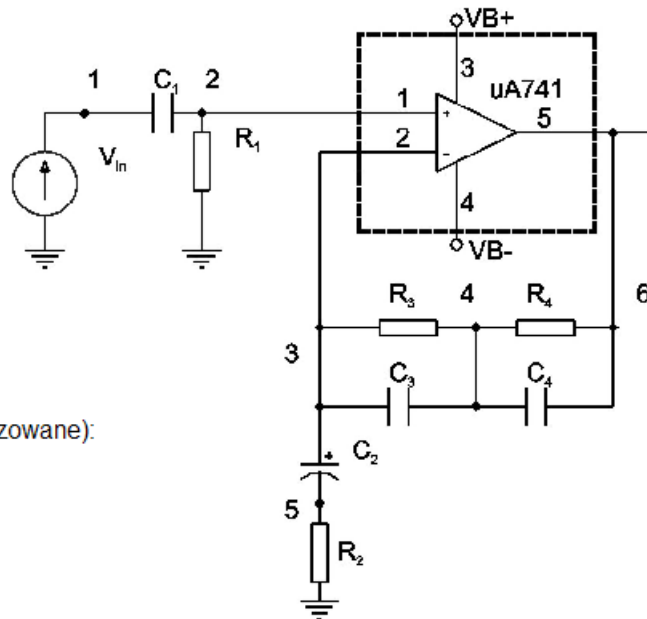 VB+
3
uA741
1
C₁
2
1
5
+
R₁
2
-
V_in
4
VB-
R₃
4
R₄
6
3
C₃
C₄
zowane):
+
C₂
5
R₂